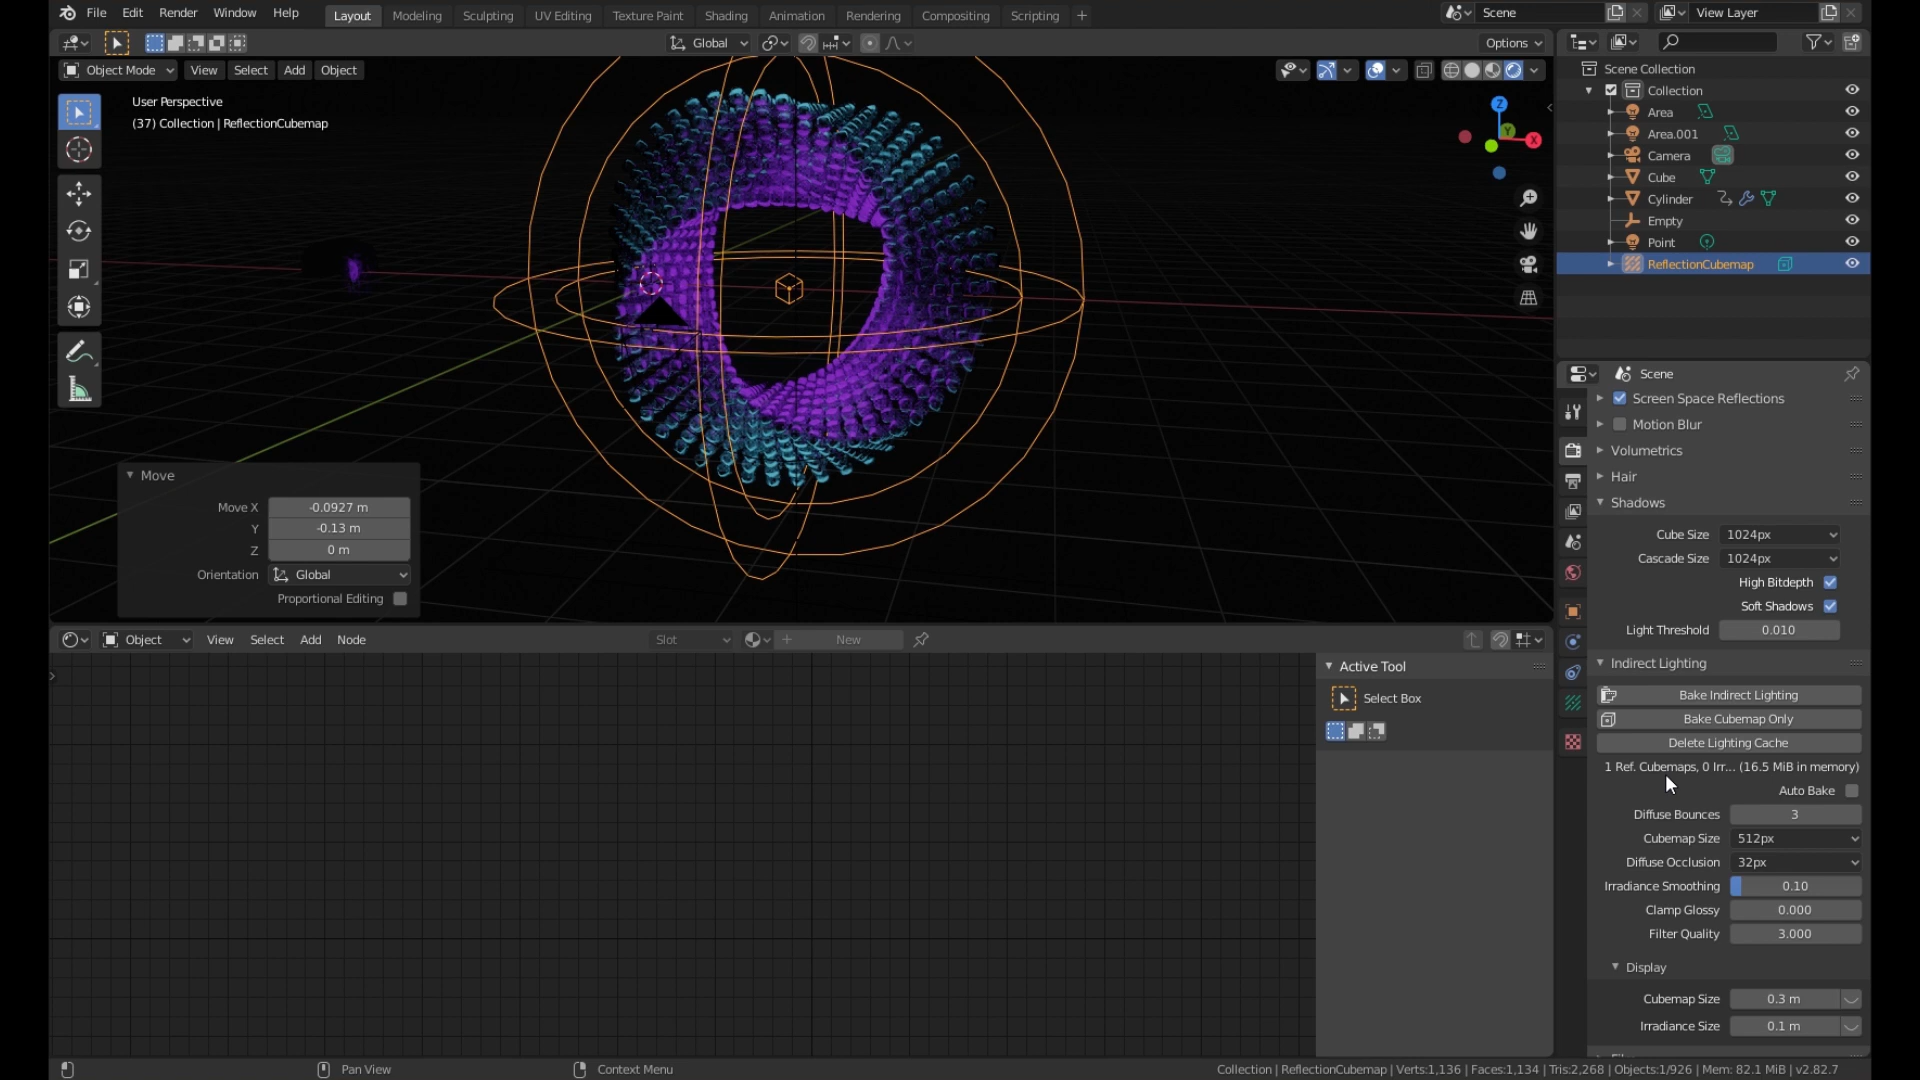 File Edit Render Window Help Layout Modeling Sculpting UV Editing Texture Paint Shading Animation Rendering Compositing Scripting + Scene View Layer
Global Options
Object Mode View Select Add Object
User Perspective
(37) Collection | ReflectionCubemap
Z
Y
X
Move
Move X -0.0927 m
Y -0.13 m
Z 0 m
Orientation Global
Proportional Editing
Object View Select Add Node Slot + New
Active Tool
Select Box
Scene Collection
Collection
Area
Area.001
Camera
Cube
Cylinder
Empty
Point
ReflectionCubemap
Scene
Screen Space Reflections
Motion Blur
Volumetrics
Hair
Shadows
Cube Size 1024px
Cascade Size 1024px
High Bitdepth
Soft Shadows
Light Threshold 0.010
Indirect Lighting
Bake Indirect Lighting
Bake Cubemap Only
Delete Lighting Cache
1 Ref. Cubemaps, 0 Irr... (16.5 MiB in memory)
Auto Bake
Diffuse Bounces 3
Cubemap Size 512px
Diffuse Occlusion 32px
Irradiance Smoothing 0.10
Clamp Glossy 0.000
Filter Quality 3.000
Display
Cubemap Size 0.3 m
Irradiance Size 0.1 m
Pan View Context Menu Collection | ReflectionCubemap | Verts:1,136 | Faces:1,134 | Tris:2,268 | Objects:1/926 | Mem: 82.1 MiB | v2.82.7